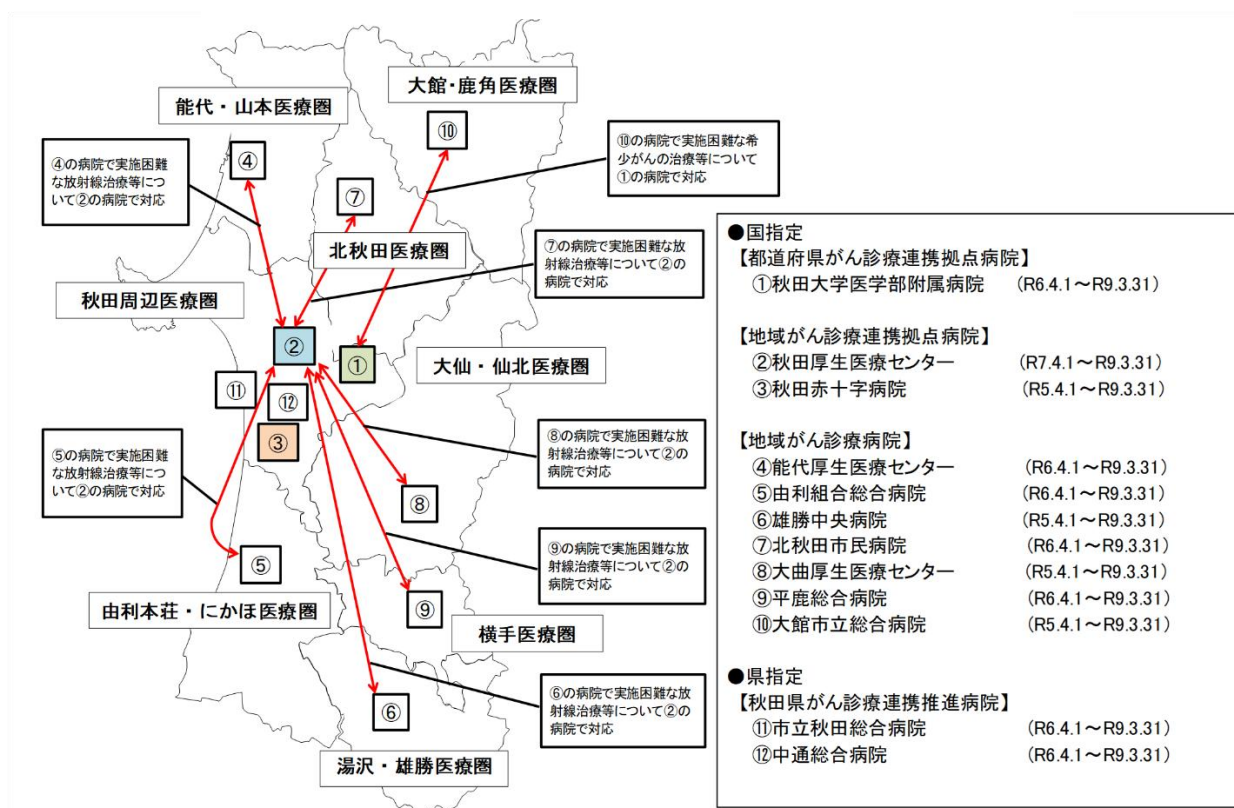 大館・鹿角医療圏
能代・山本医療圏
⑩
⑩の病院で実施困難な希
少がんの治療等について
①の病院で対応
④の病院で実施困難
な放射線治療等につ
いて②の病院で対応
④
⑦
北秋田医療圏
⑦の病院で実施困難な放
射線治療等について②の
病院で対応
秋田周辺医療圏
②
①
大仙・仙北医療圏
⑪
⑫
③
⑤の病院で実施困難
な放射線治療等につ
いて②の病院で対応
⑧の病院で実施困難な放
射線治療等について②の
病院で対応
⑧
⑨の病院で実施困難な放
射線治療等について②の
病院で対応
⑤
由利本荘・にかほ医療圏
⑨
横手医療圏
⑥の病院で実施困難な放
射線治療等について②の
病院で対応
⑥
湯沢・雄勝医療圏
●国指定
【都道府県がん診療連携拠点病院】
①秋田大学医学部附属病院 (R6.4.1~R9.3.31)
【地域がん診療連携拠点病院】
②秋田厚生医療センター (R7.4.1~R9.3.31)
③秋田赤十字病院 (R5.4.1~R9.3.31)
【地域がん診療病院】
④能代厚生医療センター (R6.4.1~R9.3.31)
⑤由利組合総合病院 (R6.4.1~R9.3.31)
⑥雄勝中央病院 (R5.4.1~R9.3.31)
⑦北秋田市民病院 (R6.4.1~R9.3.31)
⑧大曲厚生医療センター (R5.4.1~R9.3.31)
⑨平鹿総合病院 (R6.4.1~R9.3.31)
⑩大館市立総合病院 (R5.4.1~R9.3.31)
●県指定
【秋田県がん診療連携推進病院】
⑪市立秋田総合病院 (R6.4.1~R9.3.31)
⑫中通総合病院 (R6.4.1~R9.3.31)